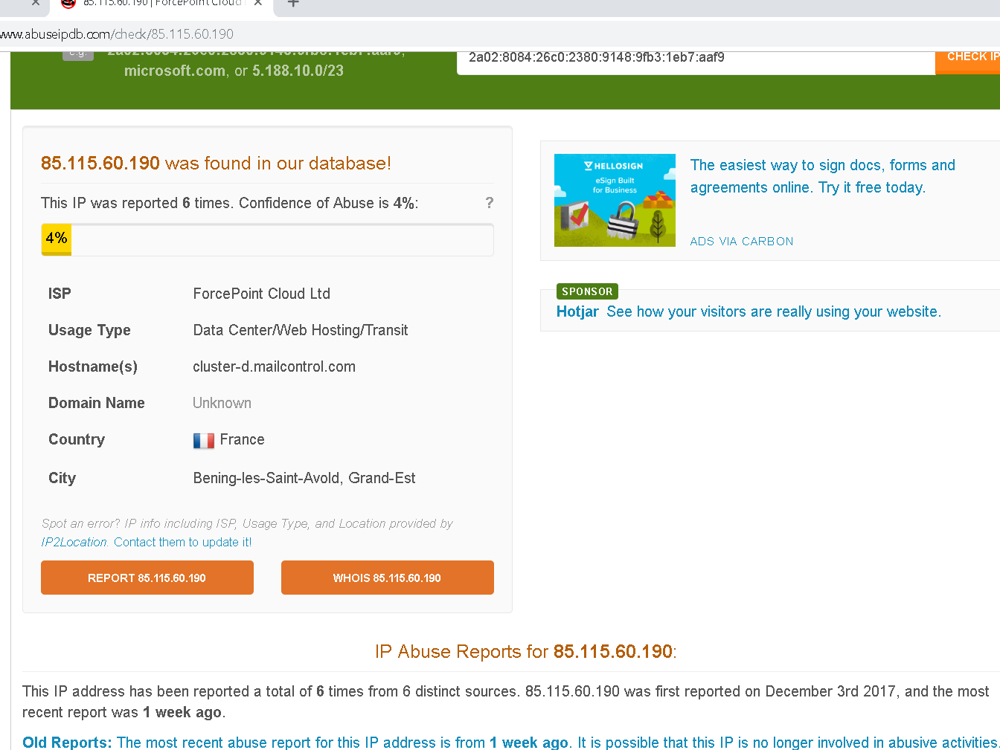 85.115.60.190 | ForcePoint Cloud
www.abuseipdb.com/check/85.115.60.190
e.g. 2a02:8084:26c0:2380:9148:9fb3:1eb7:aaf9,
microsoft.com, or 5.188.10.0/23
2a02:8084:26c0:2380:9148:9fb3:1eb7:aaf9
CHECK IP
85.115.60.190 was found in our database!
This IP was reported 6 times. Confidence of Abuse is 4%:
?
4%
ISP ForcePoint Cloud Ltd
Usage Type Data Center/Web Hosting/Transit
Hostname(s) cluster-d.mailcontrol.com
Domain Name Unknown
Country France
City Bening-les-Saint-Avold, Grand-Est
Spot an error? IP info including ISP, Usage Type, and Location provided by
IP2Location. Contact them to update it!
REPORT 85.115.60.190
WHOIS 85.115.60.190
HELLOSIGN
eSign Built
for Business
The easiest way to sign docs, forms and
agreements online. Try it free today.
ADS VIA CARBON
SPONSOR
Hotjar See how your visitors are really using your website.
IP Abuse Reports for 85.115.60.190:
This IP address has been reported a total of 6 times from 6 distinct sources. 85.115.60.190 was first reported on December 3rd 2017, and the most
recent report was 1 week ago.
Old Reports: The most recent abuse report for this IP address is from 1 week ago. It is possible that this IP is no longer involved in abusive activities.